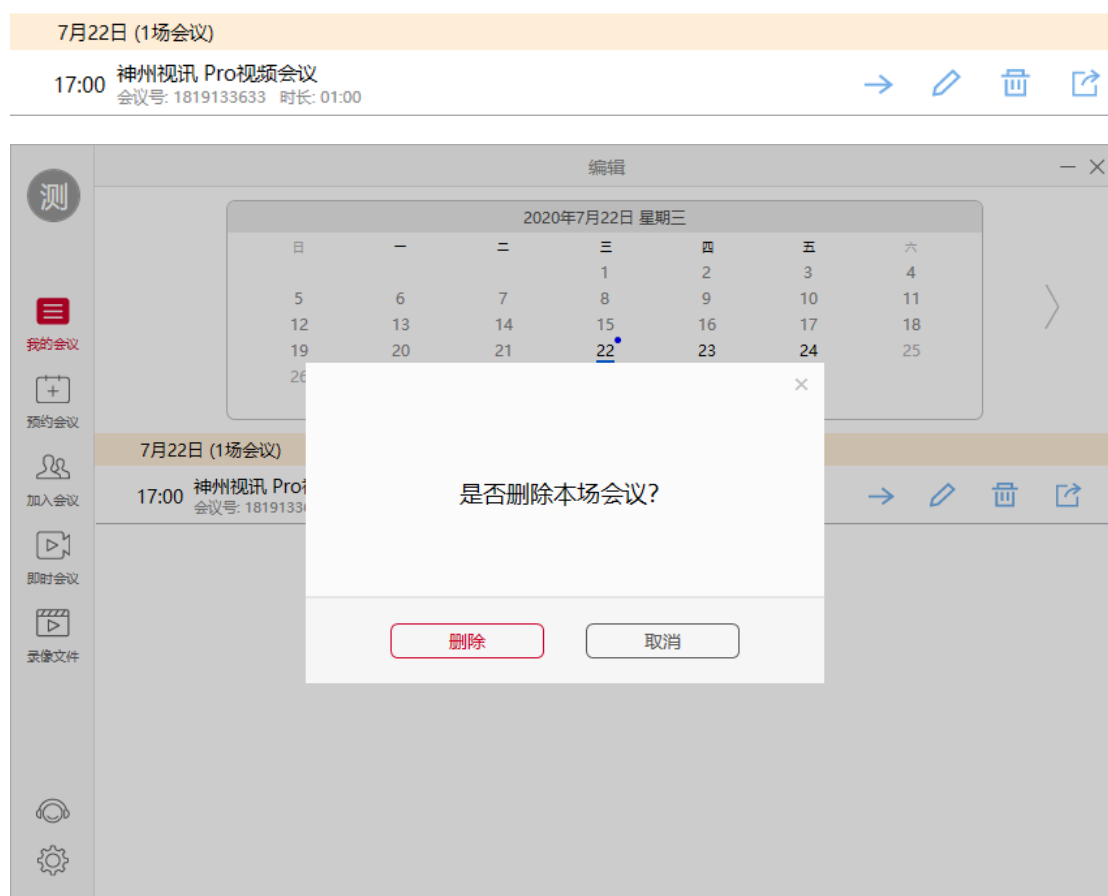 7月22日 (1场会议)
17:00 神州视讯 Pro视频会议
会议号: 1819133633 时长: 01:00
编辑
测
2020年7月22日 星期三
日 一 二 三 四 五 六
1 2 3 4
5 6 7 8 9 10 11
12 13 14 15 16 17 18
19 20 21 22 23 24 25
26
我的会议
预约会议
加入会议
即时会议
录像文件
7月22日 (1场会议)
17:00 神州视讯 Pro
会议号: 1819133
是否删除本场会议?
删除 取消